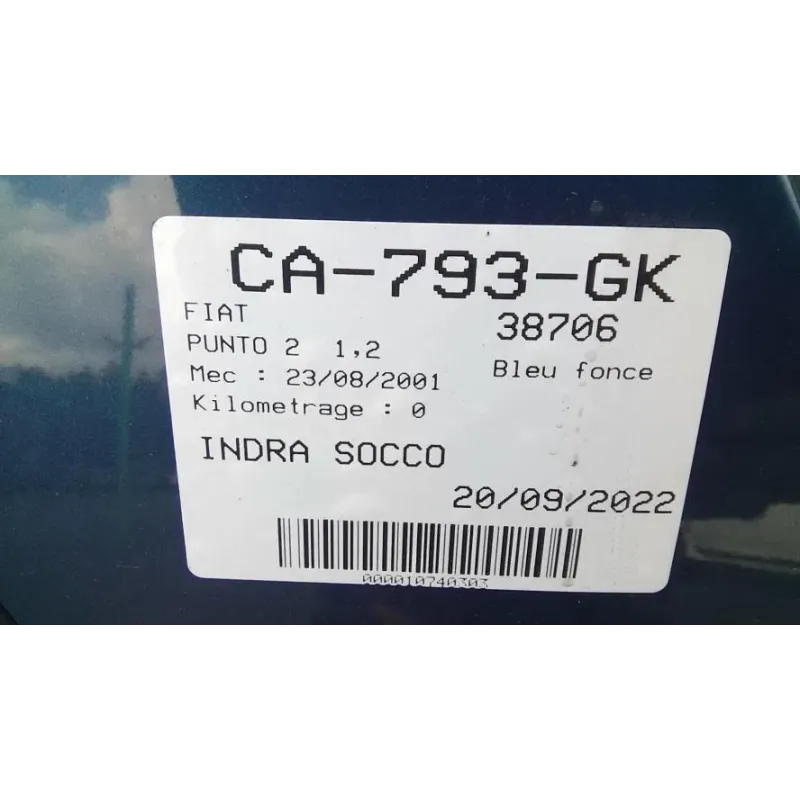 CA-793-GK
FIAT
38706
PUNTO 2 1,2
Bleu fonce
Mec : 23/08/2001
Kilometrage : 0
INDRA SOCCO
20/09/2022
000010740303